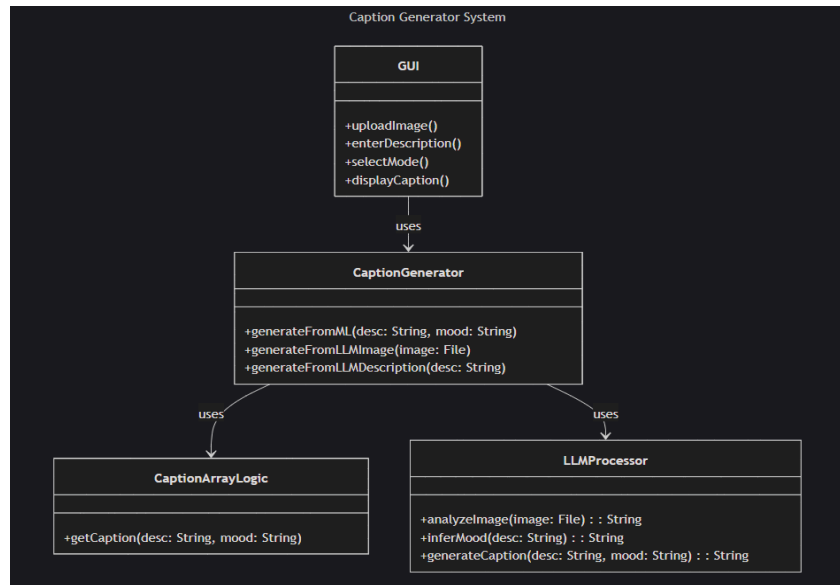 Caption Generator System
GUI
+uploadImage()
+enterDescription()
+selectMode()
+displayCaption()
uses
CaptionGenerator
+generateFromML(desc: String, mood: String)
+generateFromLLMImage(image: File)
+generateFromLLMDescription(desc: String)
uses
uses
CaptionArrayLogic
+getCaption(desc: String, mood: String)
LLMProcessor
+analyzeImage(image: File) : : String
+inferMood(desc: String) : : String
+generateCaption(desc: String, mood: String) : : String